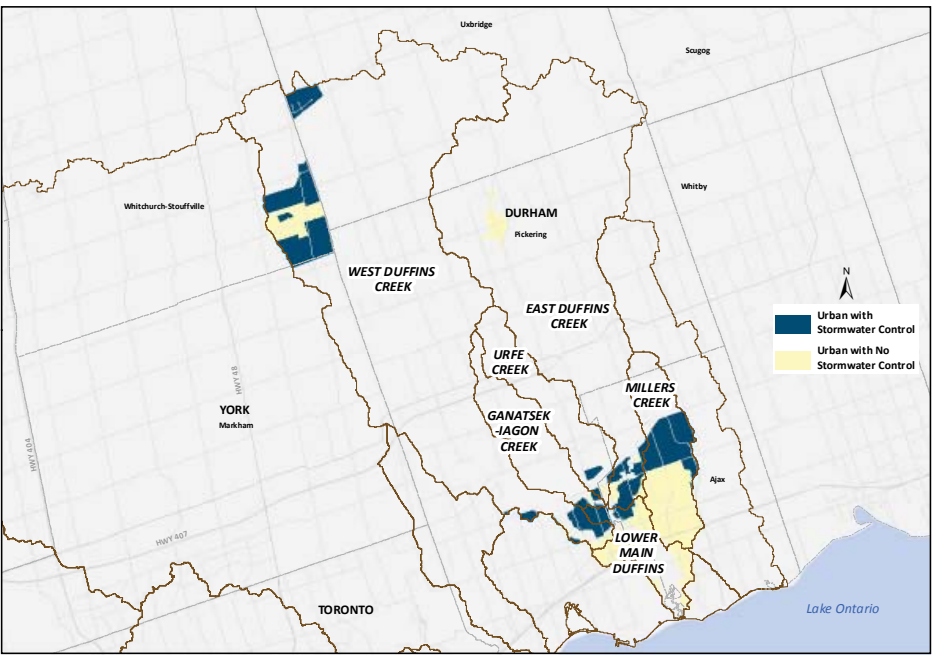 Uxbridge
Scugog
Whitby
Whitchurch-Stouffville
DURHAM
Pickering
WEST DUFFINS
CREEK
N
EAST DUFFINS
CREEK
Urban with
Stormwater Control
Urban with No
Stormwater Control
URFE
CREEK
HWY 48
MILLERS
CREEK
YORK
Markham
GANATSEK
-IAGON
CREEK
HWY 404
Ajax
HWY 407
LOWER
MAIN
DUFFINS
TORONTO
Lake Ontario